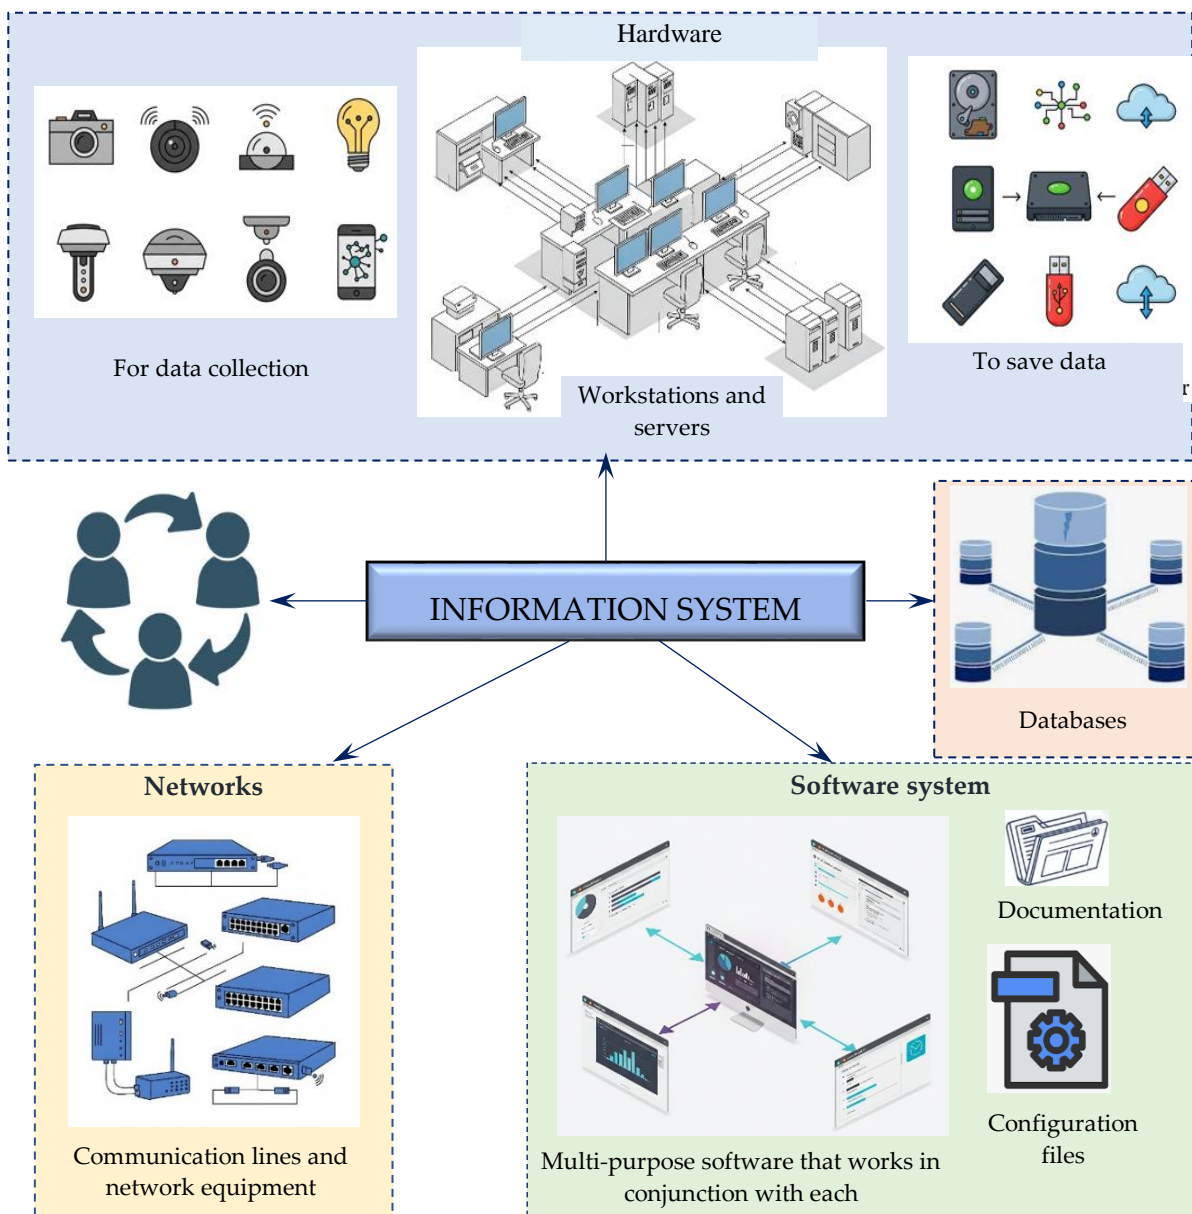 Hardware
For data collection
Workstations and
servers
To save data
r
INFORMATION SYSTEM
Databases
Networks
Communication lines and
network equipment
Software system
Documentation
Configuration
files
Multi-purpose software that works in
conjunction with each